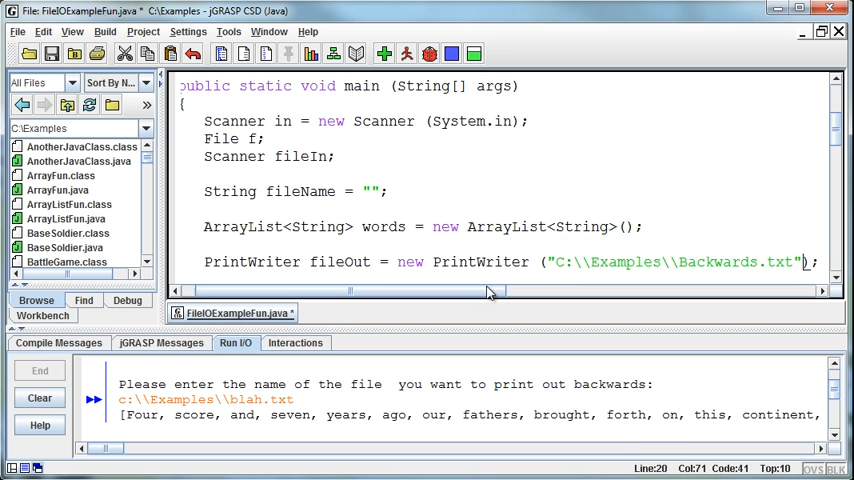 File: FileIOExampleFun.java * C:\Examples - jGRASP CSD (Java)
File Edit View Build Project Settings Tools Window Help
All Files Sort By N...
C:\Examples
AnotherJavaClass.class
AnotherJavaClass.java
ArrayFun.class
ArrayFun.java
ArrayListFun.class
ArrayListFun.java
BaseSoldier.class
BaseSoldier.java
BattleGame.class
Browse Find Debug
Workbench
public static void main (String[] args)
{
Scanner in = new Scanner (System.in);
File f;
Scanner fileIn;
String fileName = "";
ArrayList<String> words = new ArrayList<String>();
PrintWriter fileOut = new PrintWriter ("C:\\Examples\\Backwards.txt");
FileIOExampleFun.java *
Compile Messages jGRASP Messages Run I/O Interactions
End
Clear
Help
Please enter the name of the file  you want to print out backwards:
c:\\Examples\\blah.txt
[Four, score, and, seven, years, ago, our, fathers, brought, forth, on, this, continent,
Line:20 Col:71 Code:41 Top:10 OVS BLK